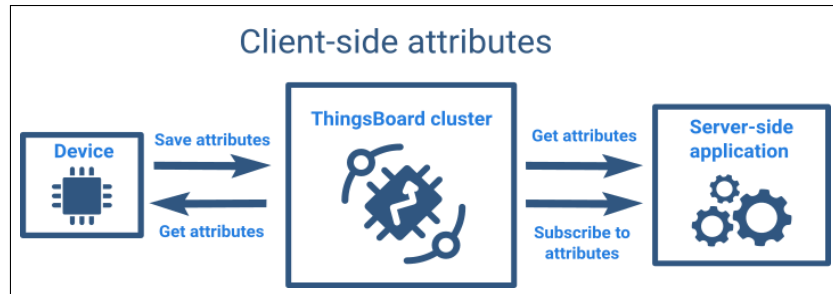 Client-side attributes
Device
Save attributes
Get attributes
ThingsBoard cluster
Get attributes
Subscribe to
attributes
Server-side
application